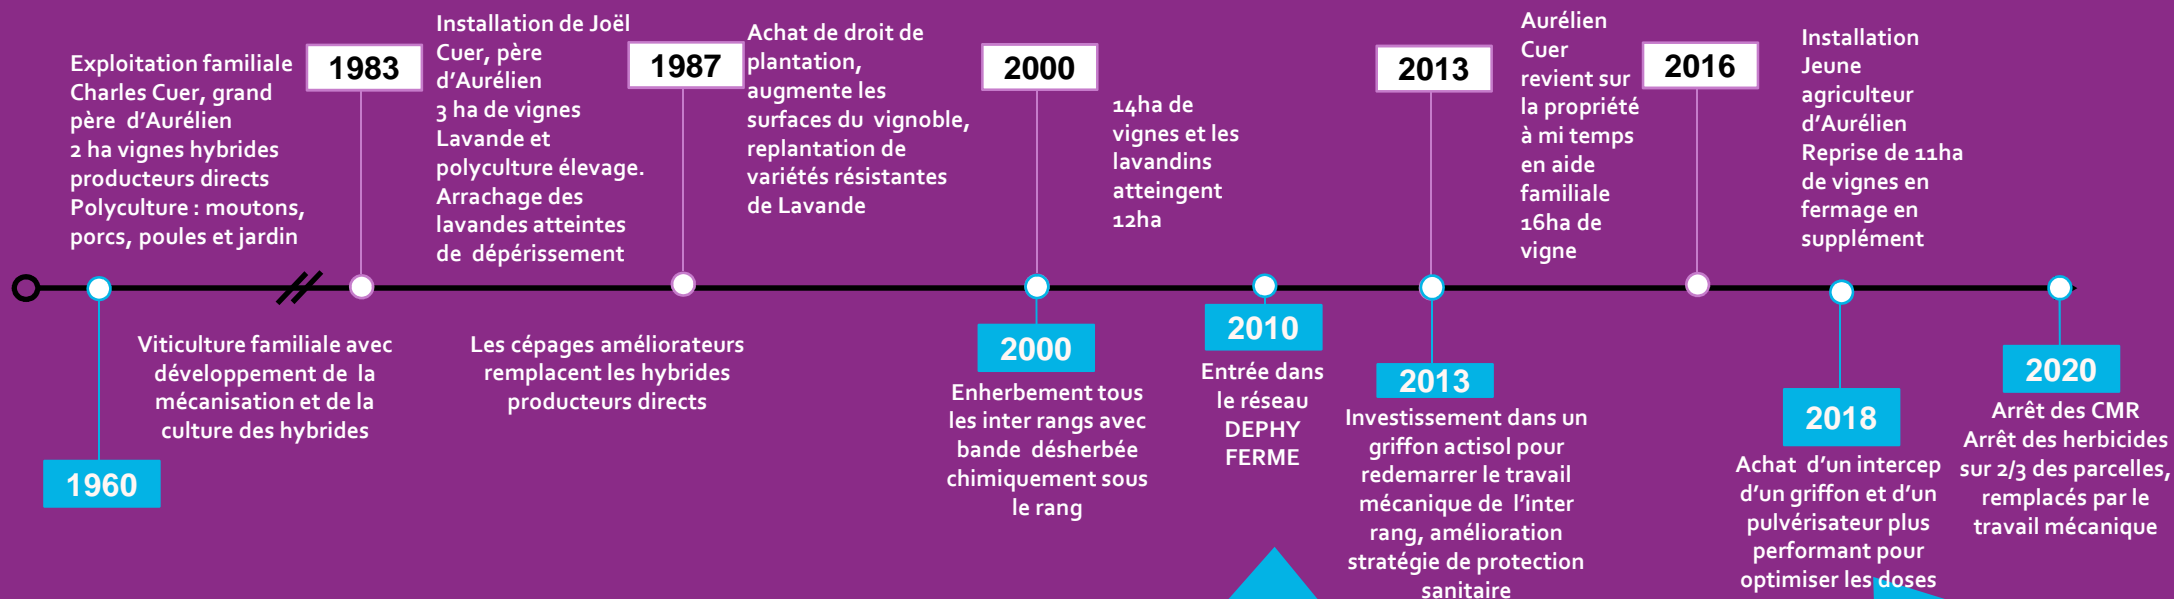 Exploitation familiale
Charles Cuer, grand
père d'Aurélien
2 ha vignes hybrides
producteurs directs
Polyculture : moutons,
porcs, poules et jardin
1983
Installation de Joël
Cuer, père
d'Aurélien
3 ha de vignes
Lavande et
polyculture élevage.
Arrachage des
lavandes atteintes
de dépérissement
1987
Achat de droit de
plantation,
augmente les
surfaces du vignoble,
replantation de
variétés résistantes
de Lavande
2000
14ha de
vignes et les
lavandins
atteignent
12ha
2013
Aurélien
Cuer
revient sur
la propriété
à mi temps
en aide
familiale
16ha de
vigne
2016
Installation
Jeune
agriculteur
d'Aurélien
Reprise de 11ha
de vignes en
fermage en
supplément
1960
Viticulture familiale avec
développement de la
mécanisation et de la
culture des hybrides
Les cépages améliorateurs
remplacent les hybrides
producteurs directs
2000
Enherbement tous
les inter rangs avec
bande désherbée
chimiquement sous
le rang
2010
Entrée dans
le réseau
DEPHY
FERME
2013
Investissement dans un
griffon actisol pour
redemarrer le travail
mécanique de l'inter
rang, amélioration
stratégie de protection
sanitaire
2018
Achat d'un intercep
d'un griffon et d'un
pulvérisateur plus
performant pour
optimiser les doses
2020
Arrêt des CMR
Arrêt des herbicides
sur 2/3 des parcelles,
remplacés par le
travail mécanique